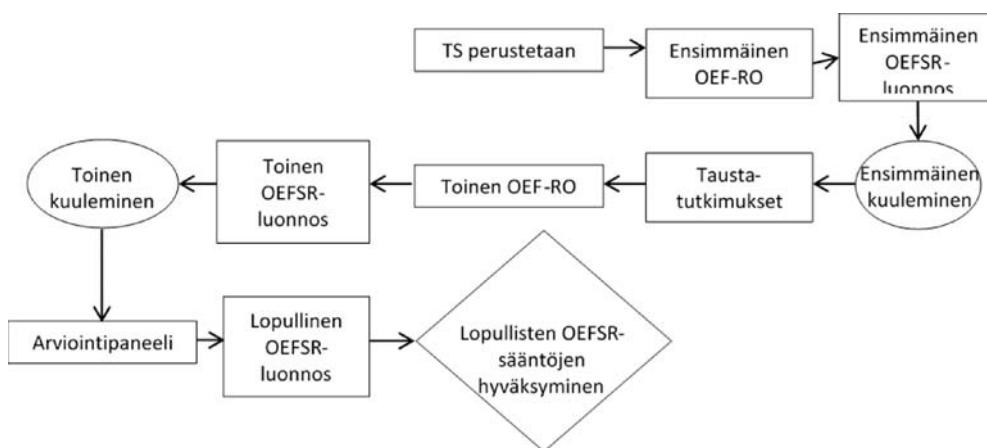 TS perustetaan
Ensimmäinen
OEF-RO
Ensimmäinen
OEFSR-
luonnos
Ensimmäinen
kuuleminen
Tausta-
tutkimukset
Toinen OEF-RO
Toinen
OEFSR-
luonnos
Toinen
kuuleminen
Arviointipaneeli
Lopullinen
OEFSR-
luonnos
Lopullisten OEFSR-
sääntöjen
hyväksyminen